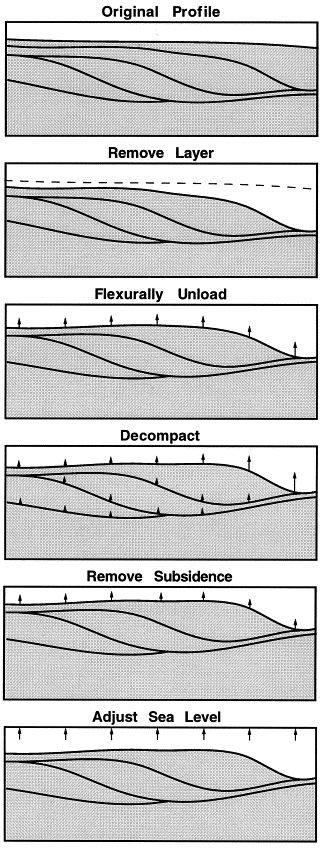 Original Profile
Remove Layer
Flexurally Unload
Decompact
Remove Subsidence
Adjust Sea Level